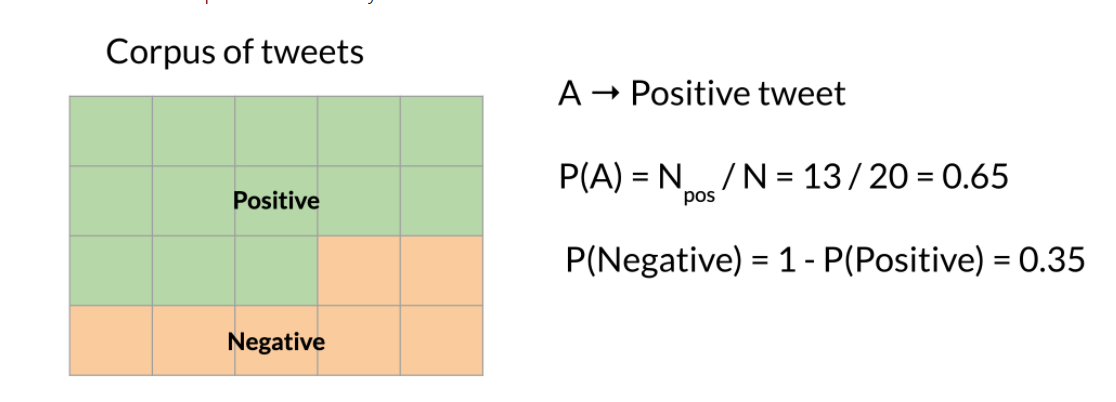 Corpus of tweets
Positive
Negative
A → Positive tweet
P(A) = Npos / N = 13 / 20 = 0.65
P(Negative) = 1 - P(Positive) = 0.35